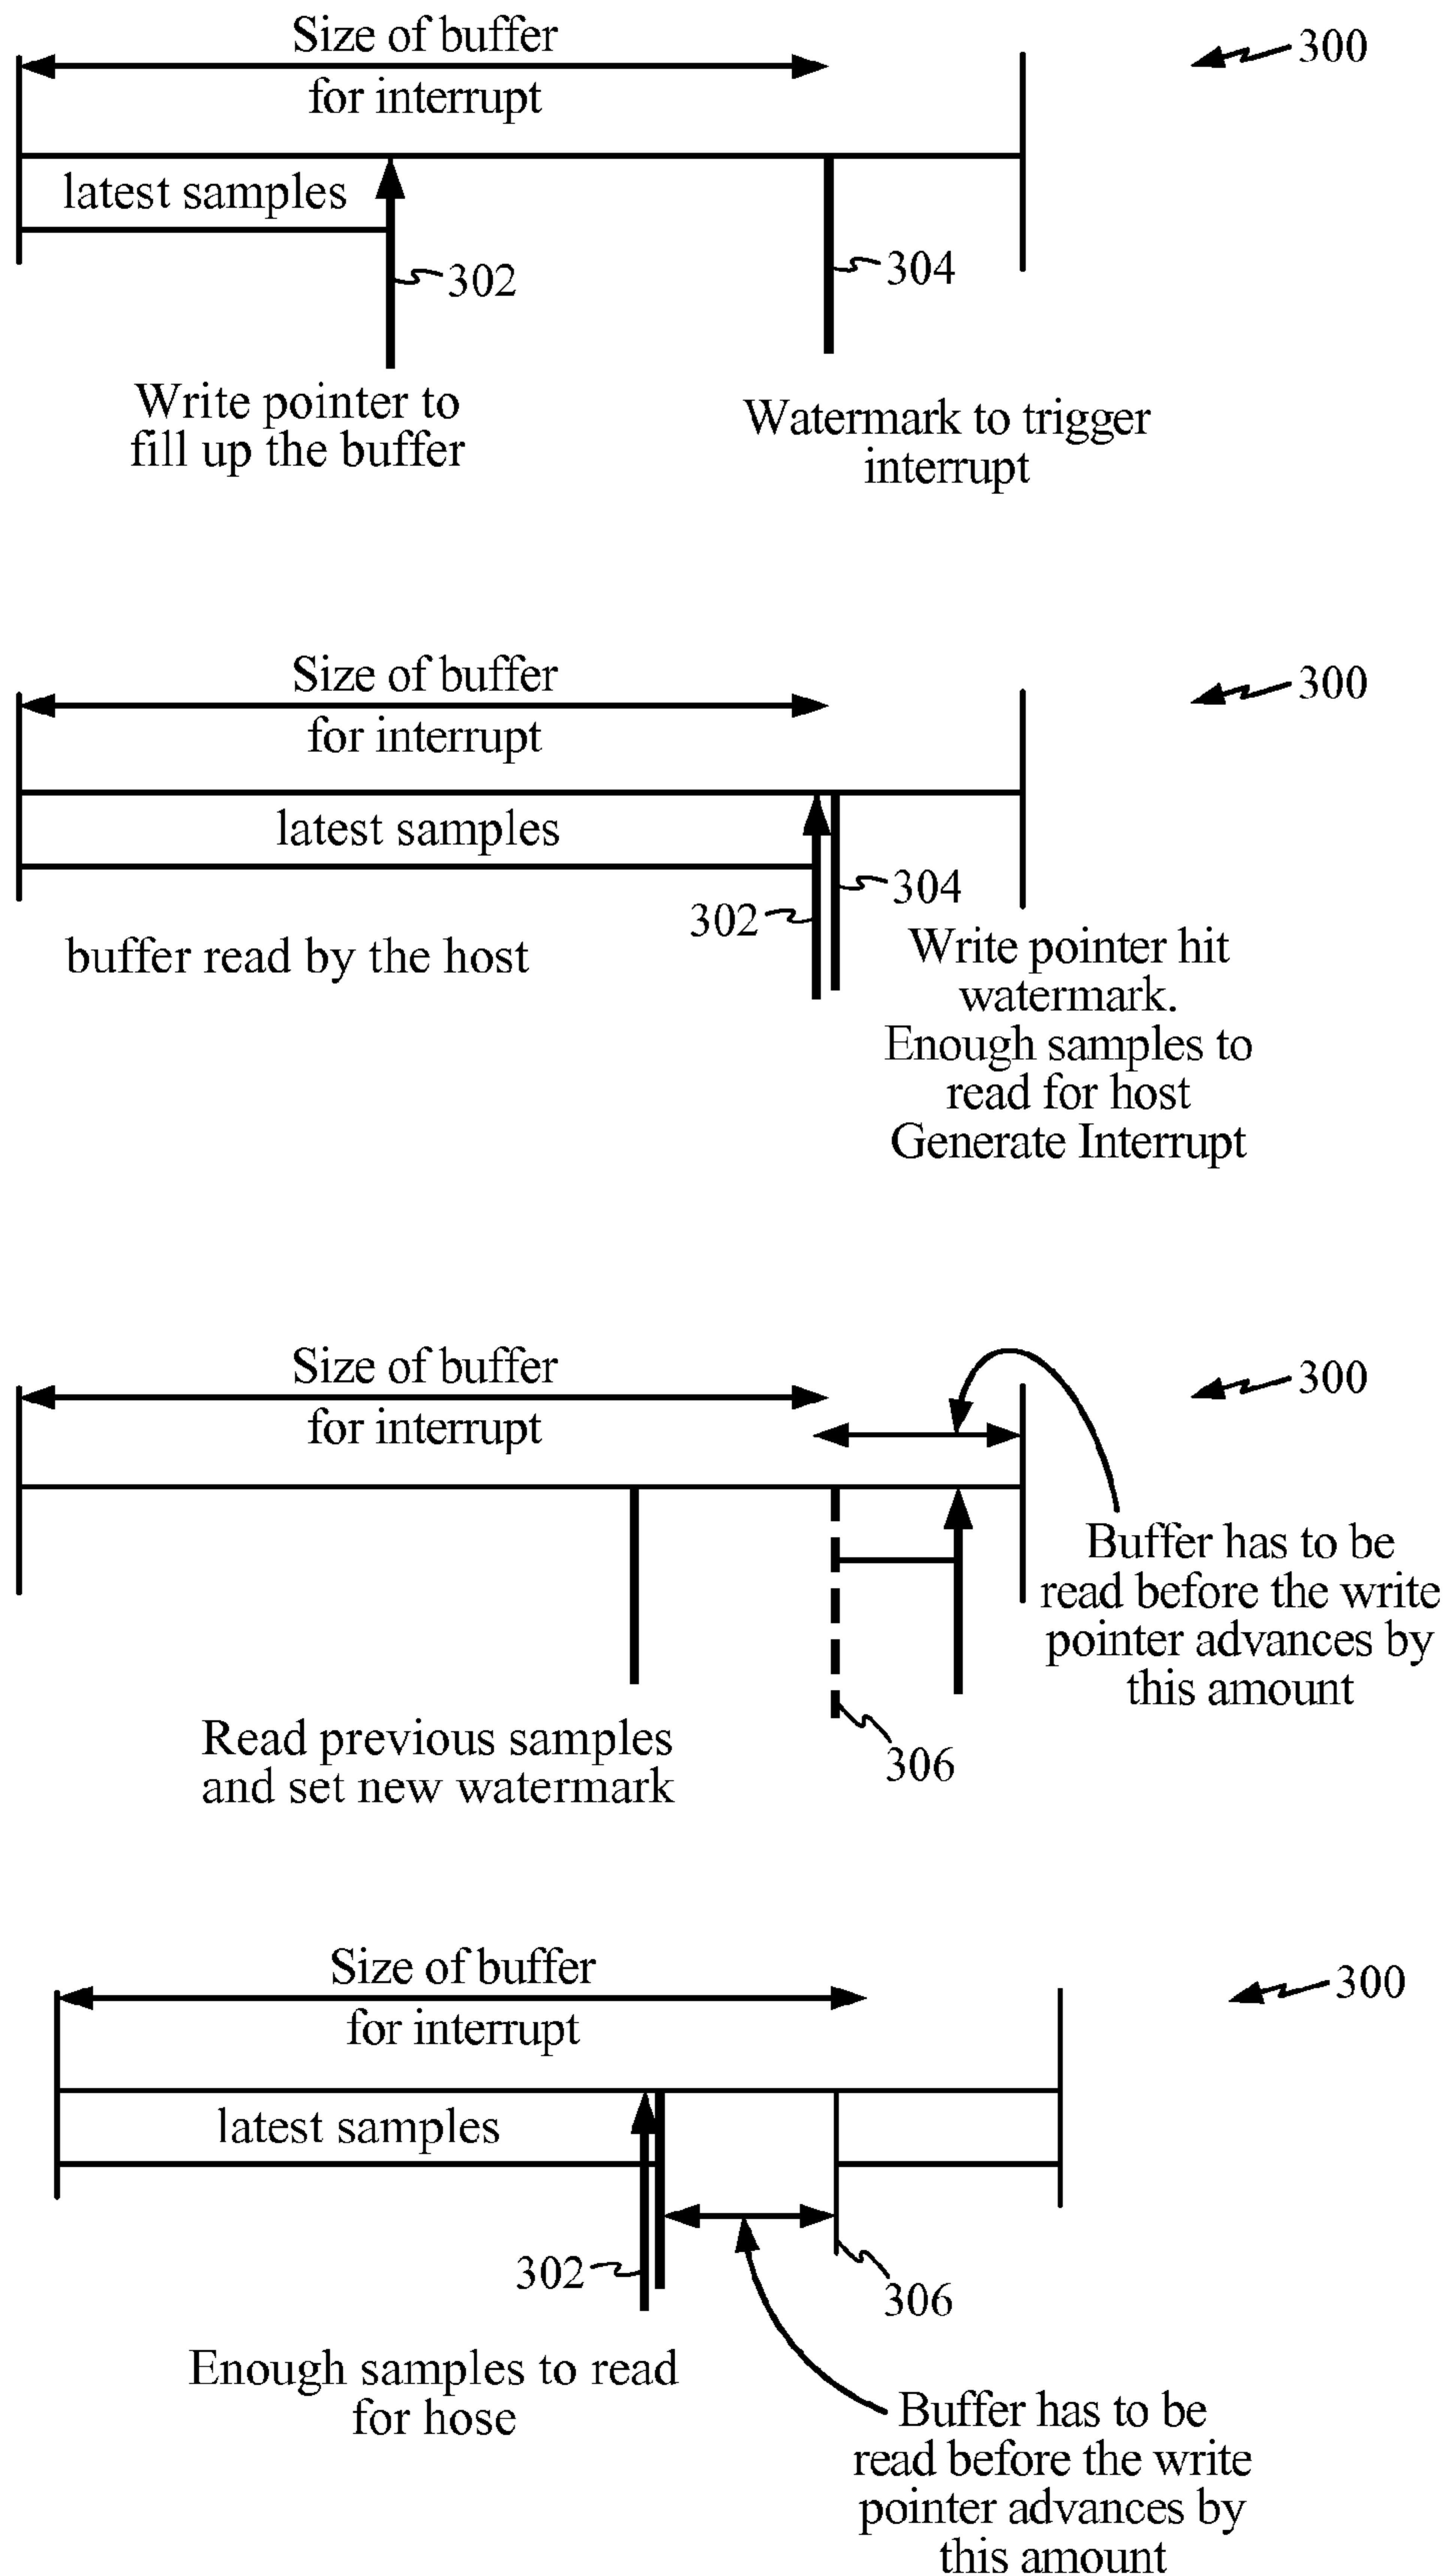 Size of buffer
for interrupt
300
latest samples
302
304
Write pointer to
fill up the buffer
Watermark to trigger
interrupt
Size of buffer
for interrupt
300
latest samples
304
302
buffer read by the host
Write pointer hit
watermark.
Enough samples to
read for host
Generate Interrupt
Size of buffer
for interrupt
300
Buffer has to be
read before the write
pointer advances by
this amount
Read previous samples
and set new watermark
306
Size of buffer
for interrupt
300
latest samples
302
306
Enough samples to read
for hose
Buffer has to be
read before the write
pointer advances by
this amount